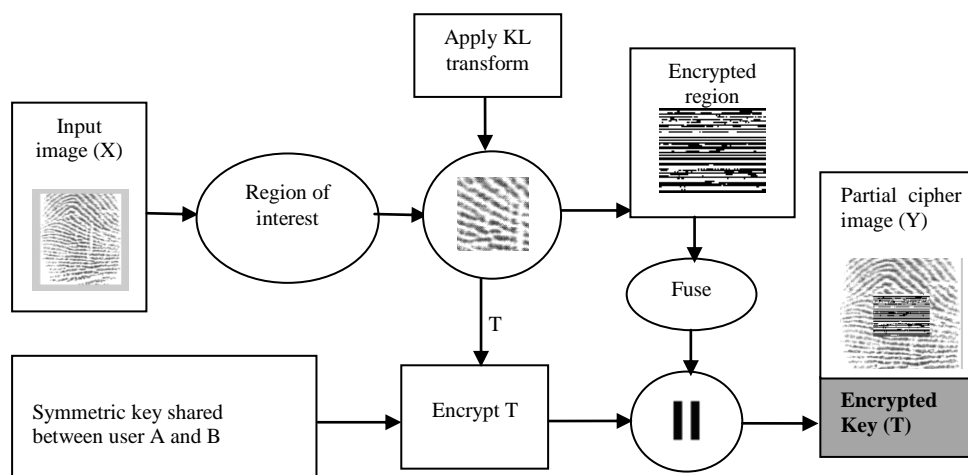 Apply KL
transform
Encrypted
region
Input
image (X)
Region of
interest
Partial cipher
image (Y)
Fuse
T
Symmetric key shared
between user A and B
Encrypt T
Encrypted
Key (T)